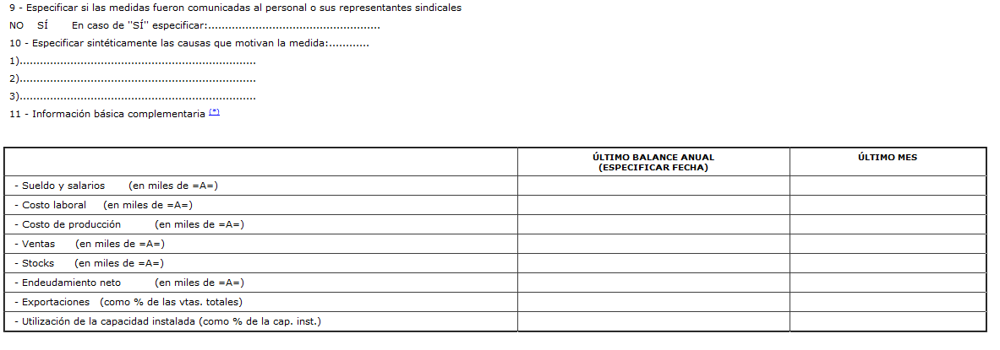 9 - Especificar si las medidas fueron comunicadas al personal o sus representantes sindicales
NO SÍ En caso de "SÍ" especificar:...................................................
10 - Especificar sintéticamente las causas que motivan la medida:............
1)......................................................................
2)......................................................................
3)......................................................................
11 - Información básica complementaria (*)
ÚLTIMO BALANCE ANUAL
(ESPECIFICAR FECHA)
ÚLTIMO MES
- Sueldo y salarios (en miles de =A=)
- Costo laboral (en miles de =A=)
- Costo de producción (en miles de =A=)
- Ventas (en miles de =A=)
- Stocks (en miles de =A=)
- Endeudamiento neto (en miles de =A=)
- Exportaciones (como % de las vtas. totales)
- Utilización de la capacidad instalada (como % de la cap. inst.)